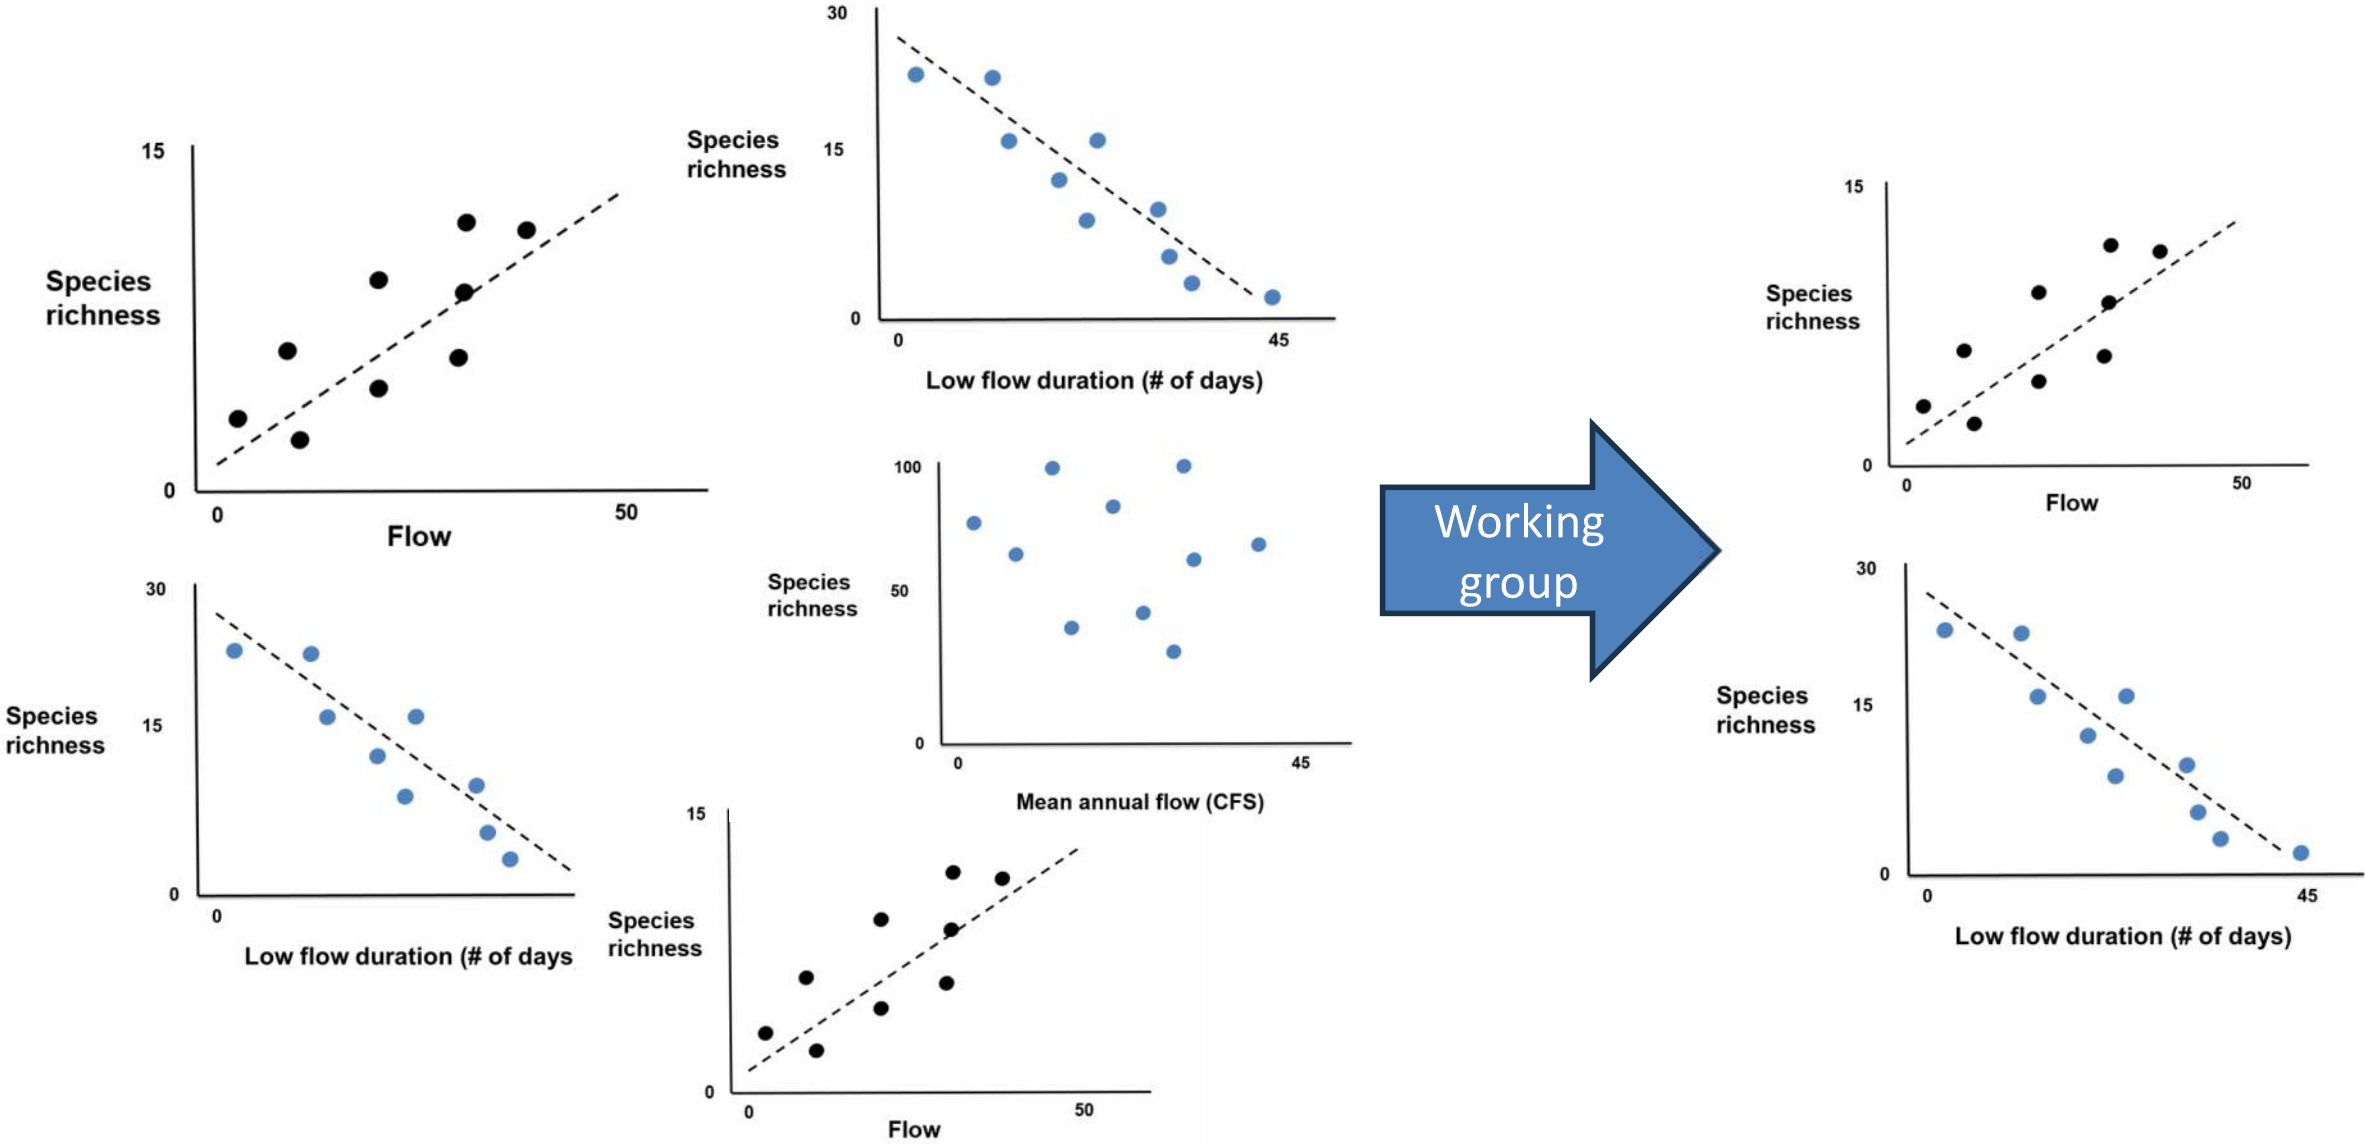 15
Species
richness
0
0
50
Flow
30
Species
richness
15
0
0
45
Low flow duration (# of days)
30
Species
richness
15
0
0
Low flow duration (# of days
100
Species
richness
50
0
0
45
Mean annual flow (CFS)
15
Species
richness
0
0
50
Flow
Working
group
15
Species
richness
0
0
50
Flow
30
Species
richness
15
0
0
45
Low flow duration (# of days)